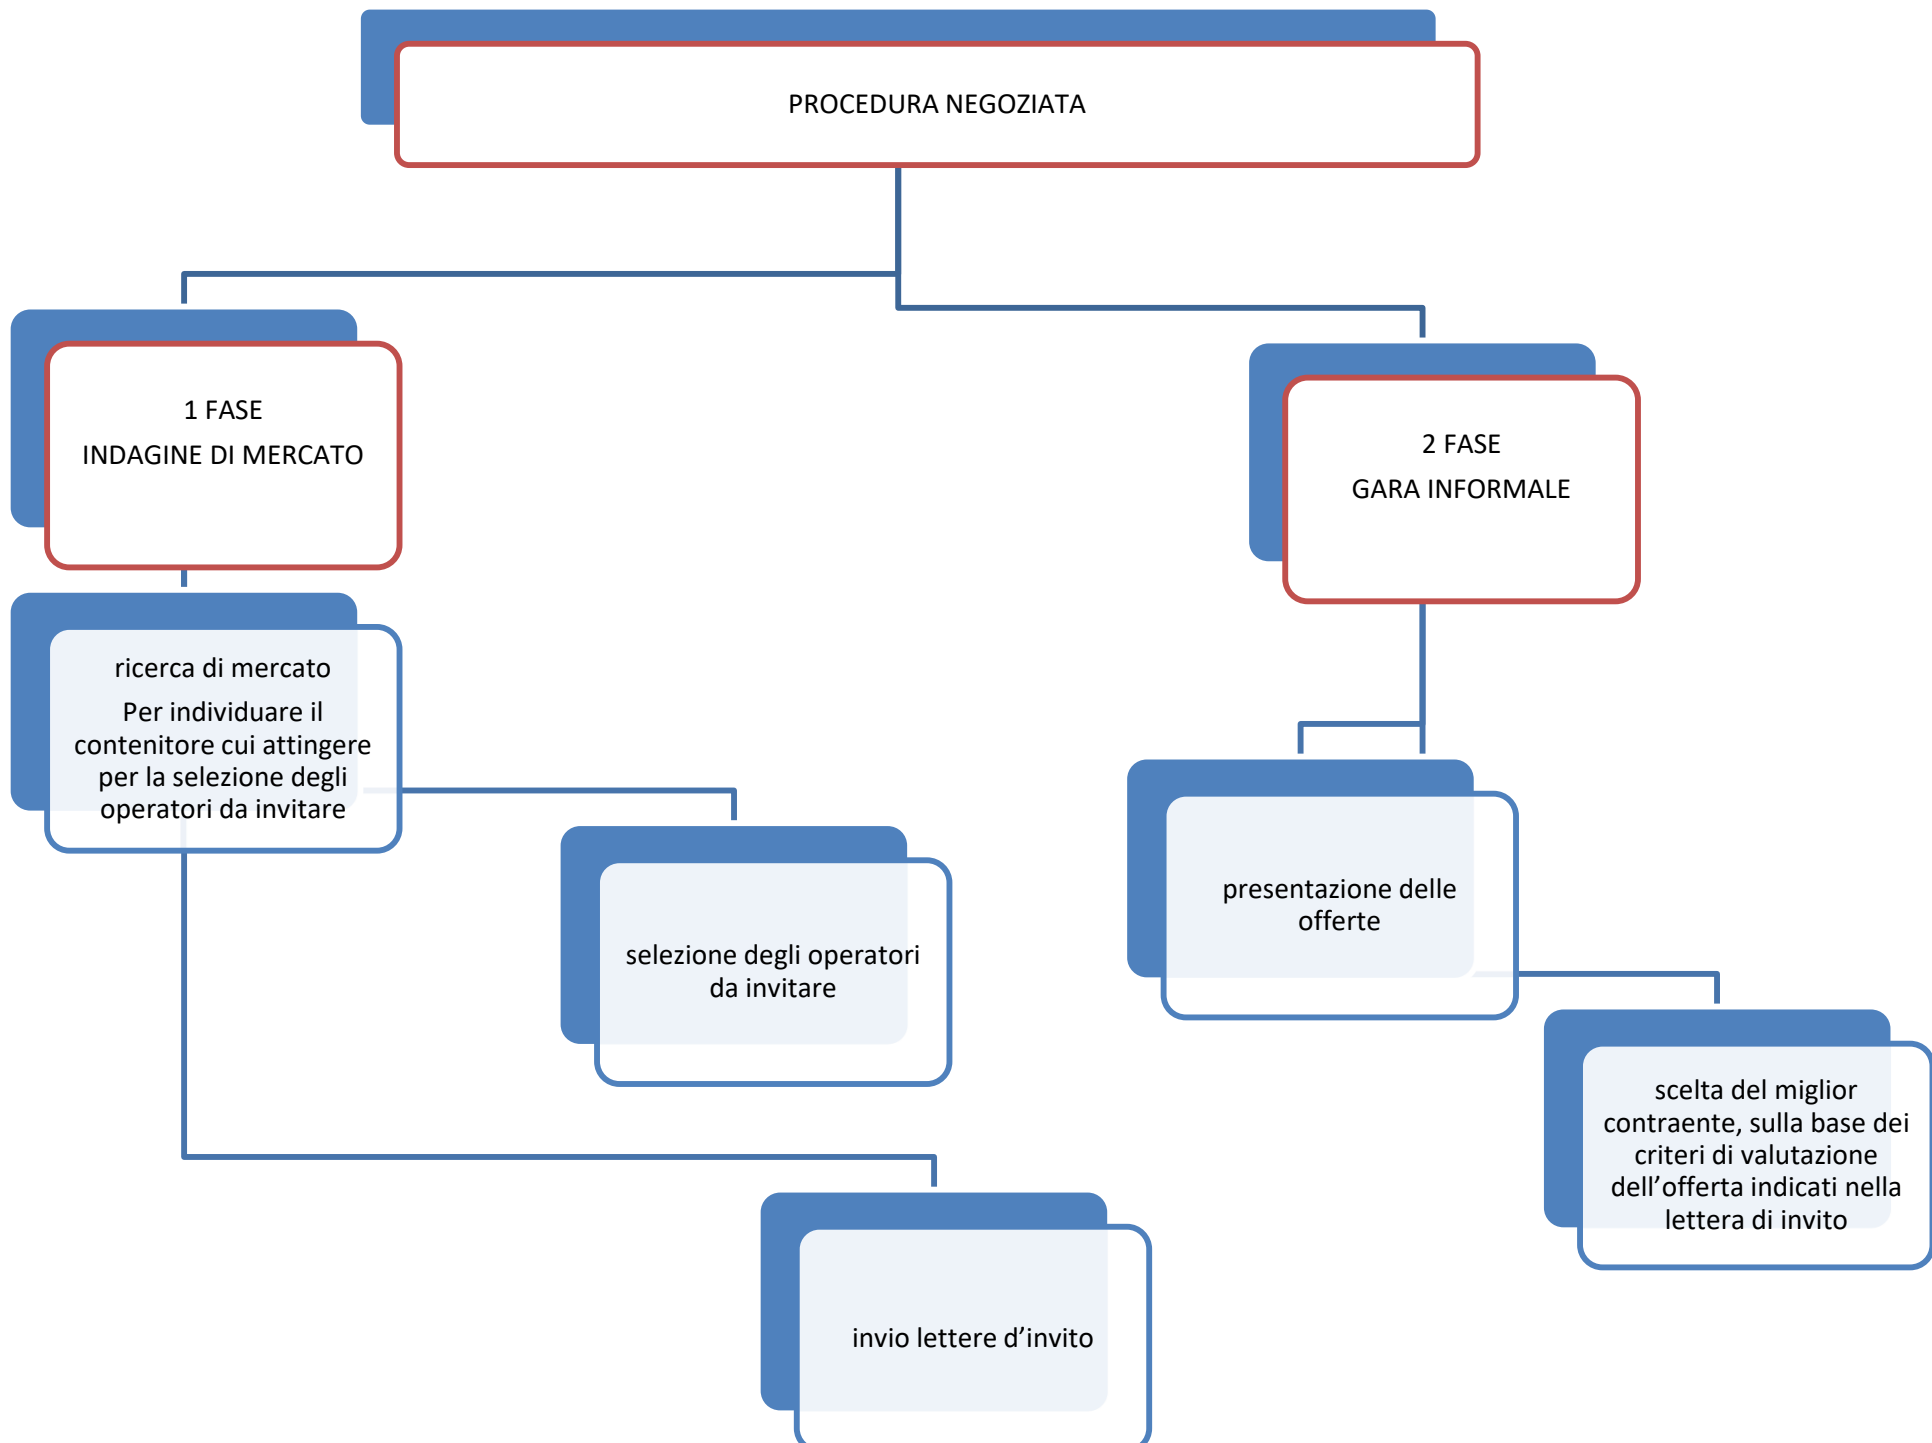 PROCEDURA NEGOZIATA
1 FASE
INDAGINE DI MERCATO
2 FASE
GARA INFORMALE
ricerca di mercato
Per individuare il
contenitore cui attingere
per la selezione degli
operatori da invitare
selezione degli operatori
da invitare
invio lettere d’invito
presentazione delle
offerte
scelta del miglior
contraente, sulla base dei
criteri di valutazione
dell’offerta indicati nella
lettera di invito